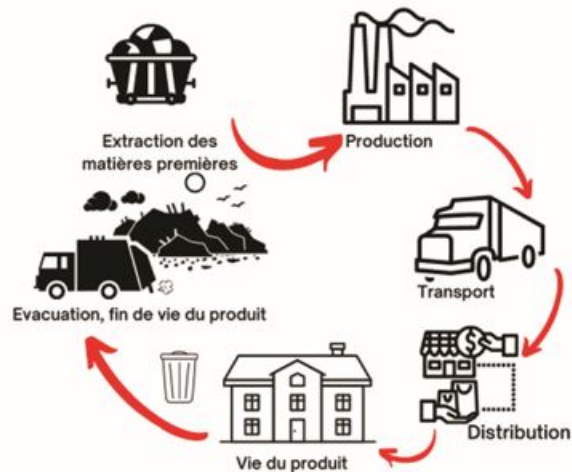 Extraction des
matières premières
Production
Transport
Distribution
Vie du produit
Evacuation, fin de vie du produit
$